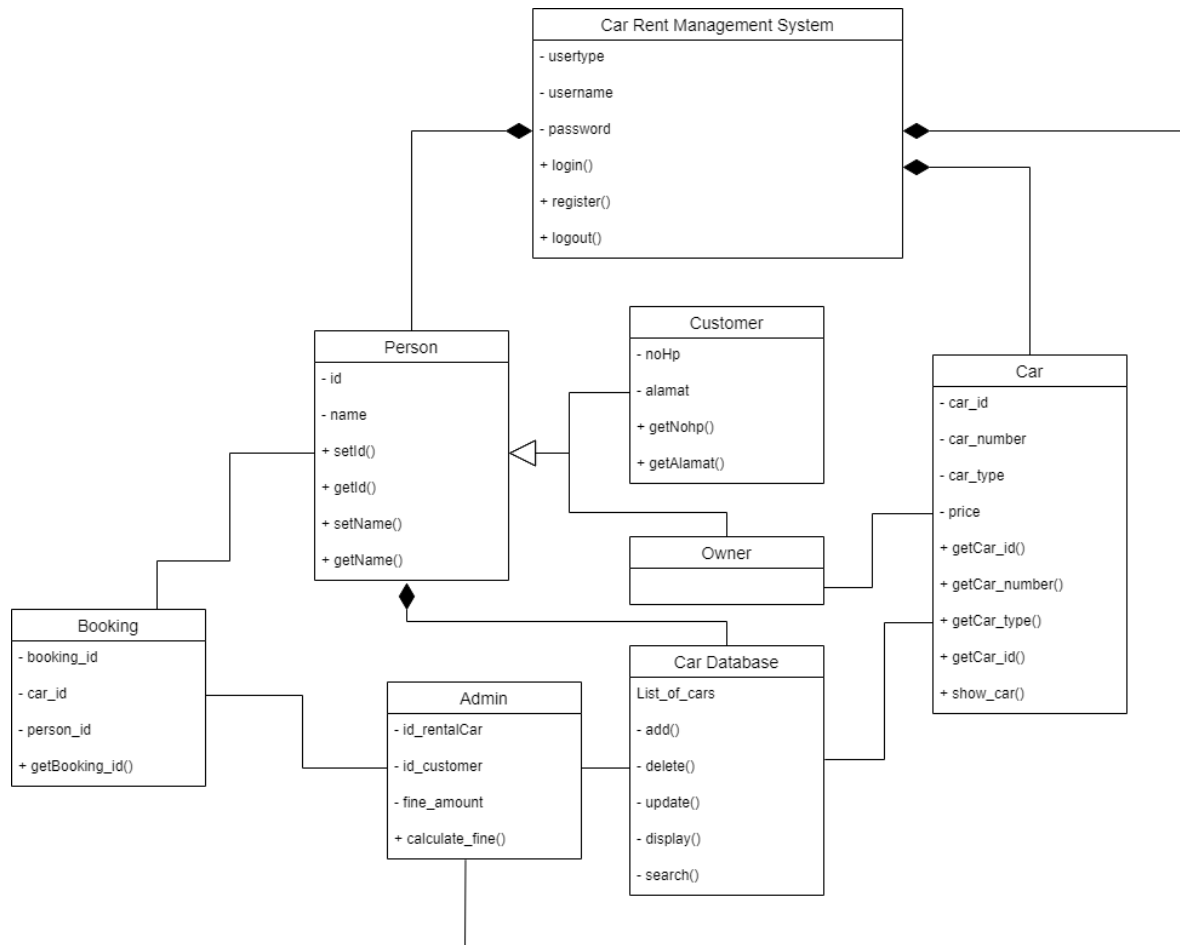 Car Rent Management System
- usertype
- username
- password
+ login()
+ register()
+ logout()
Person
- id
- name
+ setId()
+ getId()
+ setName()
+ getName()
Customer
- noHp
- alamat
+ getNohp()
+ getAlamat()
Car
- car_id
- car_number
- car_type
- price
+ getCar_id()
+ getCar_number()
+ getCar_type()
+ getCar_id()
+ show_car()
Owner
Booking
- booking_id
- car_id
- person_id
+ getBooking_id()
Admin
- id_rentalCar
- id_customer
- fine_amount
+ calculate_fine()
Car Database
List_of_cars
- add()
- delete()
- update()
- display()
- search()